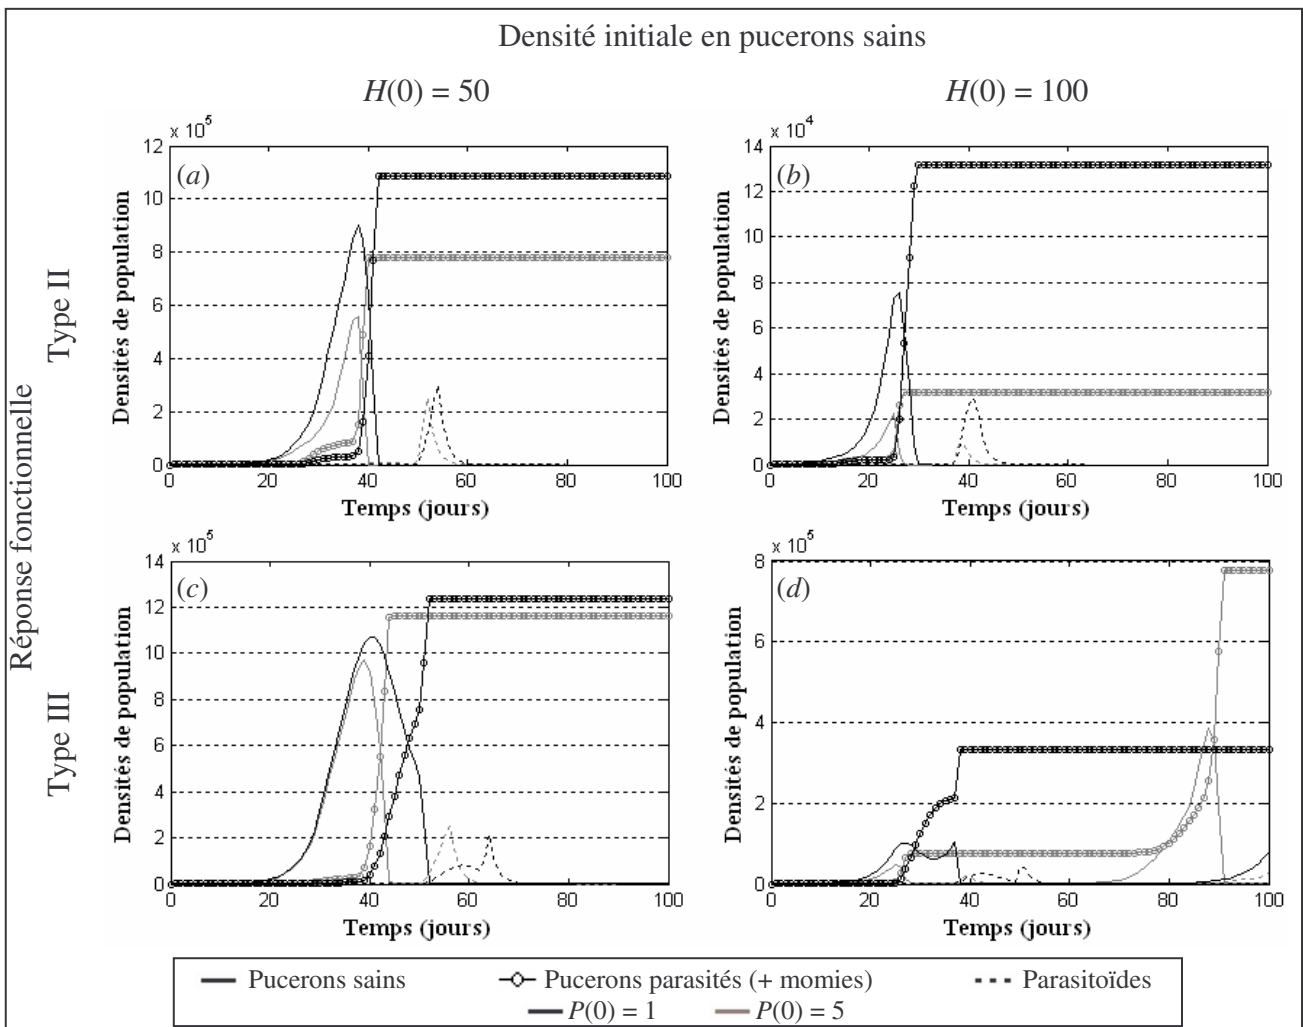 Densité initiale en pucerons sains
H(0) = 50
H(0) = 100
Réponse fonctionnelle
Type II
Type III
x 10^5
(a)
12
10
8
6
4
2
0
0 20 40 60 80 100
Densités de population
Temps (jours)
x 10^4
(b)
14
12
10
8
6
4
2
0
0 20 40 60 80 100
Densités de population
Temps (jours)
x 10^5
(c)
14
12
10
8
6
4
2
0
0 20 40 60 80 100
Densités de population
Temps (jours)
x 10^5
(d)
8
6
4
2
0
0 20 40 60 80 100
Densités de population
Temps (jours)
Pucerons sains Pucerons parasités (+ momies) Parasitoïdes
P(0) = 1 P(0) = 5